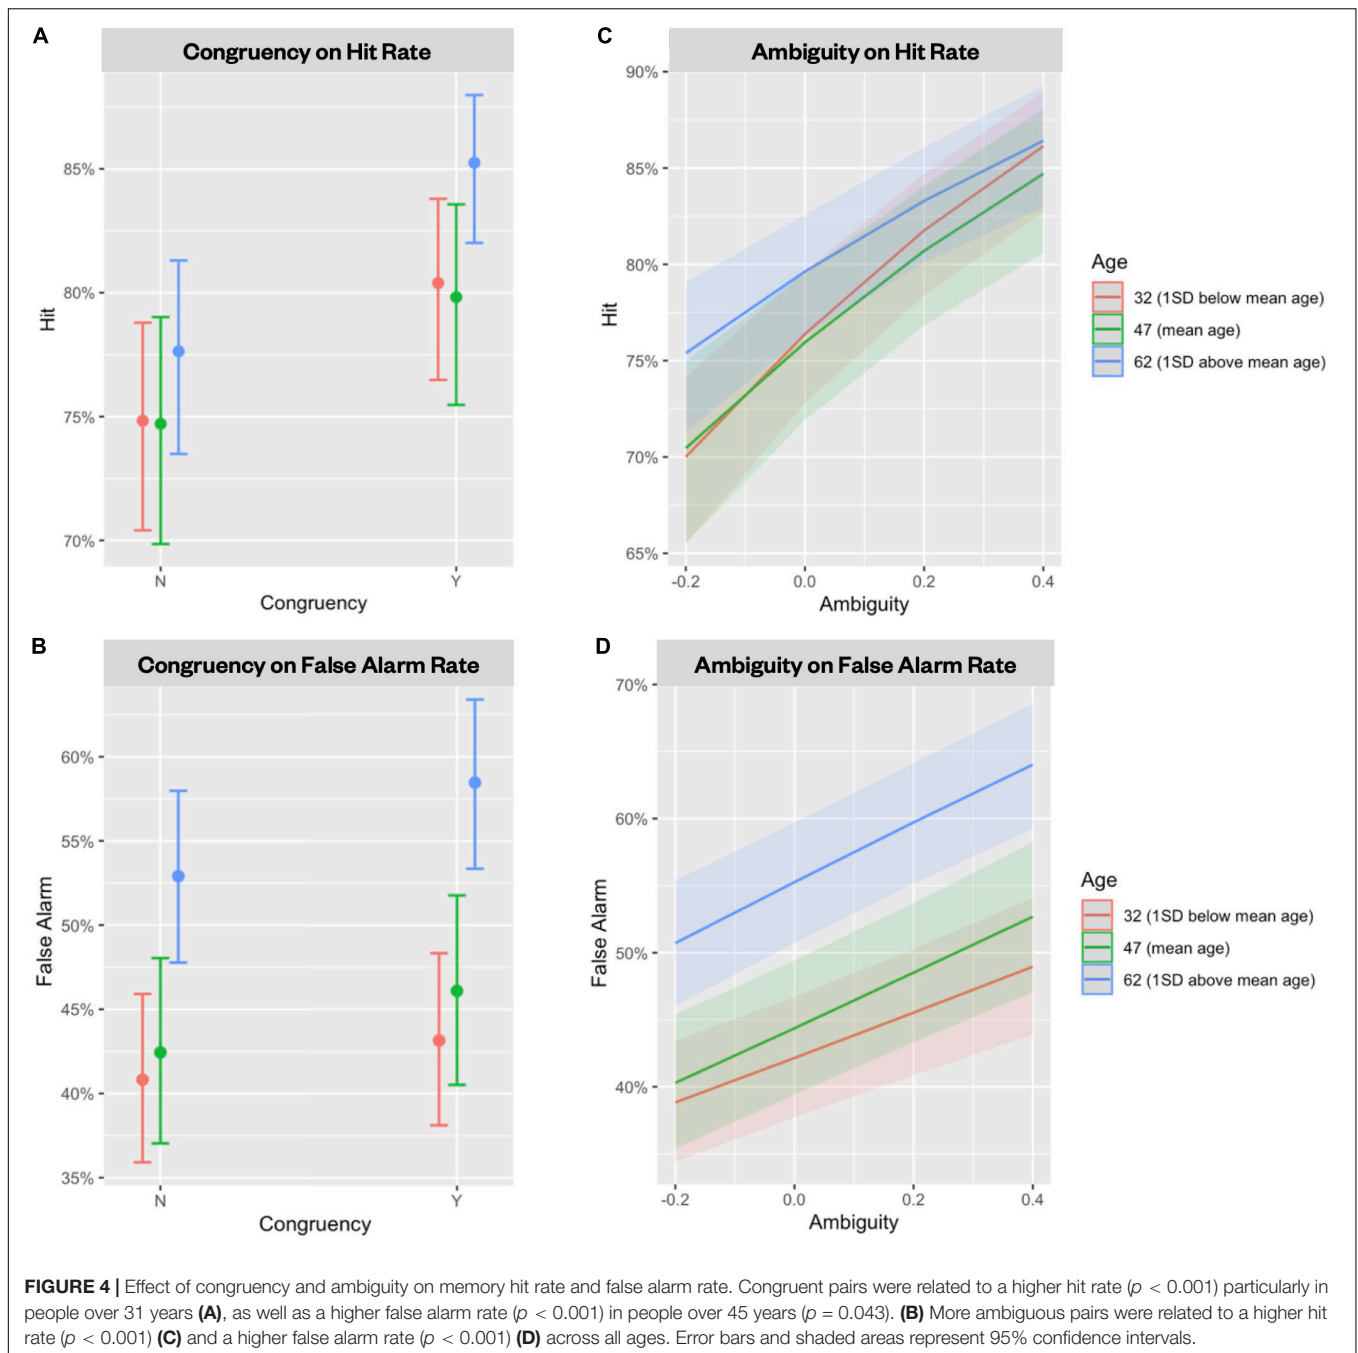 A
Congruency on Hit Rate
85%
80%
75%
70%
Hit
N
Y
Congruency
C
Ambiguity on Hit Rate
90%
85%
80%
75%
70%
65%
Hit
-0.2
0.0
0.2
0.4
Ambiguity
Age
32 (1SD below mean age)
47 (mean age)
62 (1SD above mean age)
B
Congruency on False Alarm Rate
60%
55%
50%
45%
40%
35%
False Alarm
N
Y
Congruency
D
Ambiguity on False Alarm Rate
70%
60%
50%
40%
False Alarm
-0.2
0.0
0.2
0.4
Ambiguity
Age
32 (1SD below mean age)
47 (mean age)
62 (1SD above mean age)
FIGURE 4 | Effect of congruency and ambiguity on memory hit rate and false alarm rate. Congruent pairs were related to a higher hit rate (p < 0.001) particularly in
people over 31 years (A), as well as a higher false alarm rate (p < 0.001) in people over 45 years (p = 0.043). (B) More ambiguous pairs were related to a higher hit
rate (p < 0.001) (C) and a higher false alarm rate (p < 0.001) (D) across all ages. Error bars and shaded areas represent 95% confidence intervals.